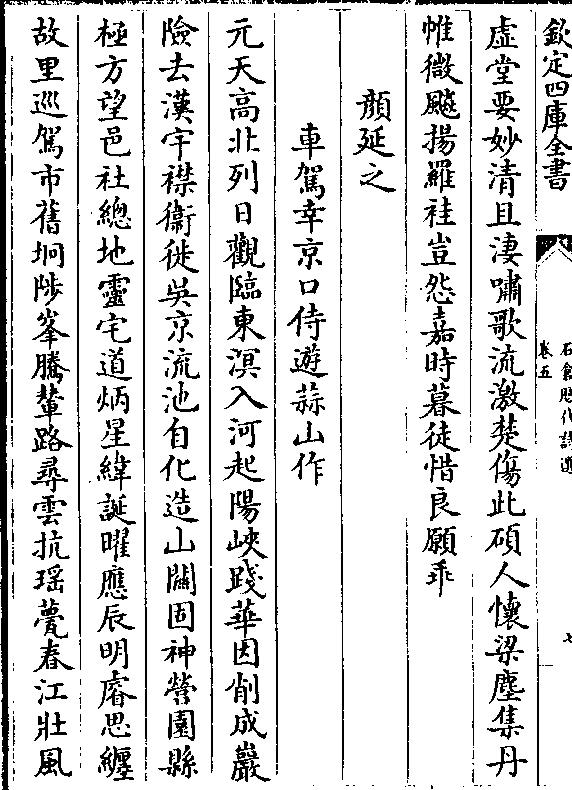 欽定四庫全書
石倉歴代詩選
卷五
七
虛堂要妙清且淒嘯歌流激楚傷此碩人懷梁塵集丹
帷微飈揚羅袿豈怨嘉時暮徒惜良願乖
顔延之
車駕幸京口侍遊蒜山作
元天高北列日觀臨東溟入河起陽峽踐華因削成巖
險去漢宇襟衞徙吳京流池自化造山關固神營園縣
極方望邑社總地靈宅道炳星緯誕曜應辰明睿思纒
故里巡駕帀舊坰陟峯騰輦路尋雲抗瑶甍春江壯風